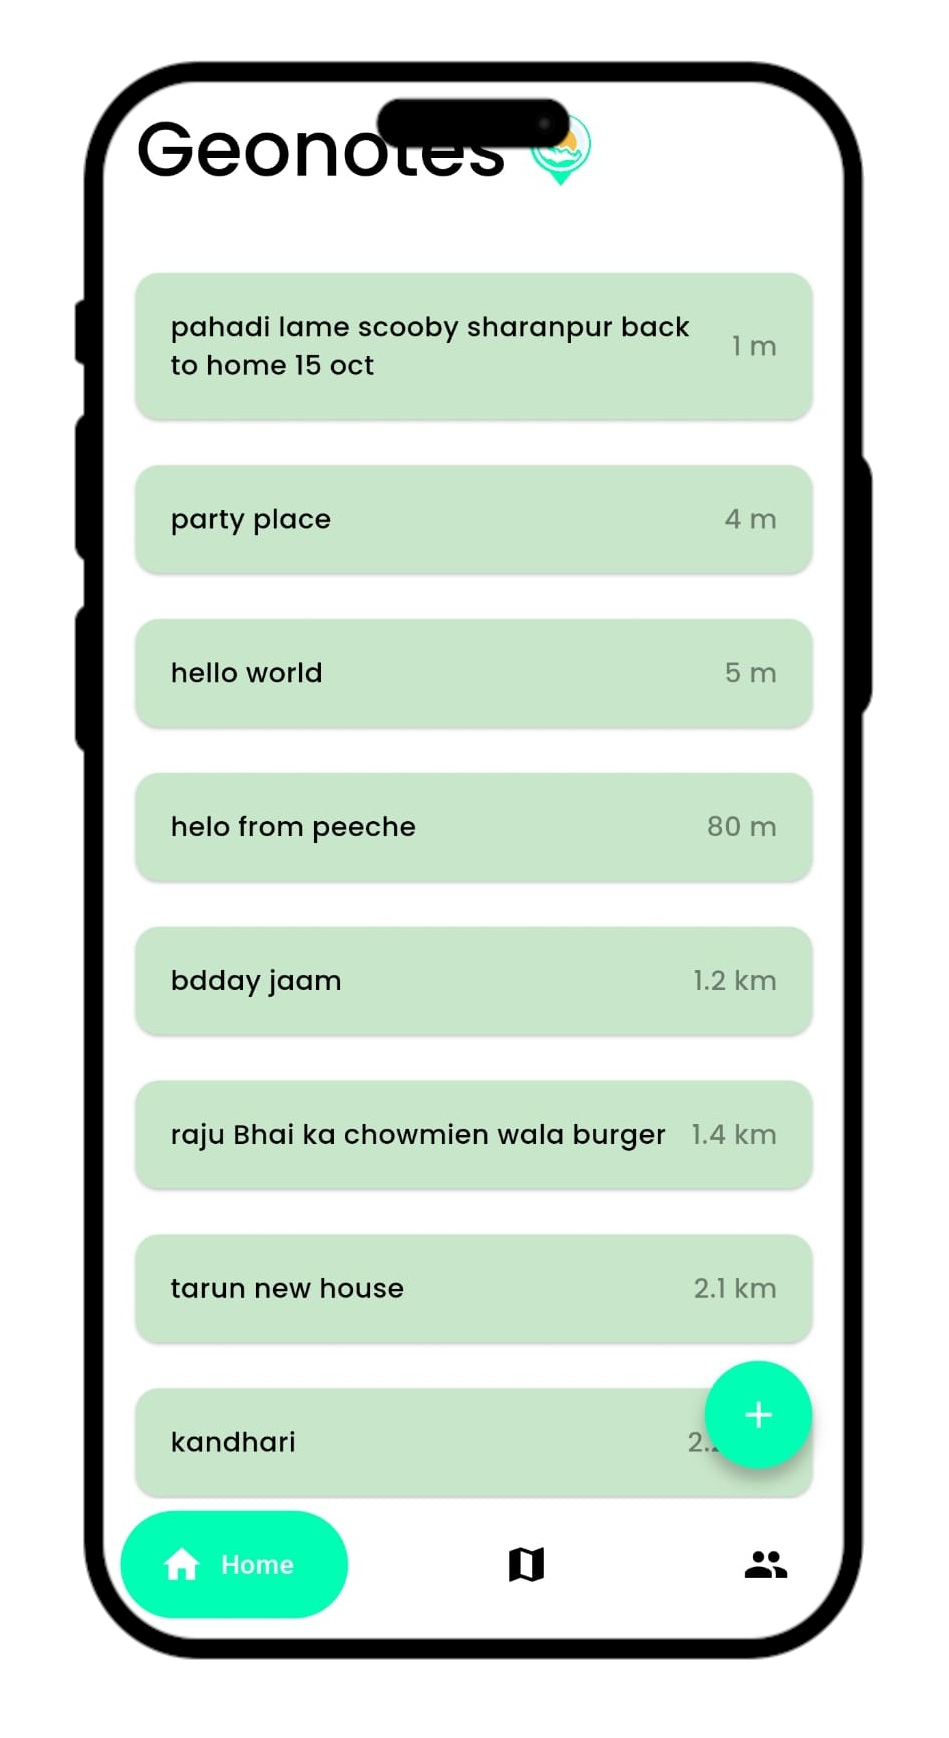 Geonotes
pahadi lame scooby sharanpur back
to home 15 oct
1 m
party place
4 m
hello world
5 m
helo from peeche
80 m
bdday jaam
1.2 km
raju Bhai ka chowmien wala burger
1.4 km
tarun new house
2.1 km
kandhari
Home